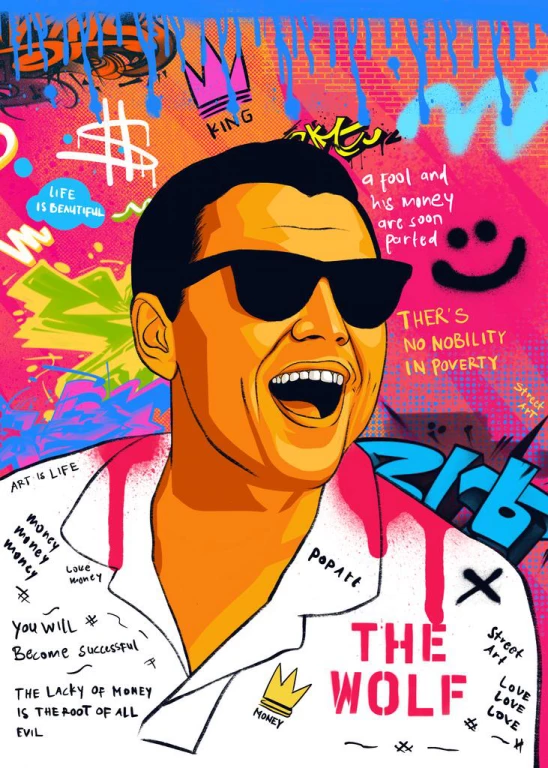 KING
LIFE
IS BEAUTIFUL
a fool and
his money
are soon
parted
THER'S
NO NOBILITY
IN POVERTY
Street
ART
ART IS LIFE
money
money
money
Love
money
YOU WILL
Become successful
THE LACKY OF MONEY
IS THE ROOT OF ALL
EVIL
POPArt
THE
WOLF
MONEY
Street
Art
LOVE
LOVE
LOVE